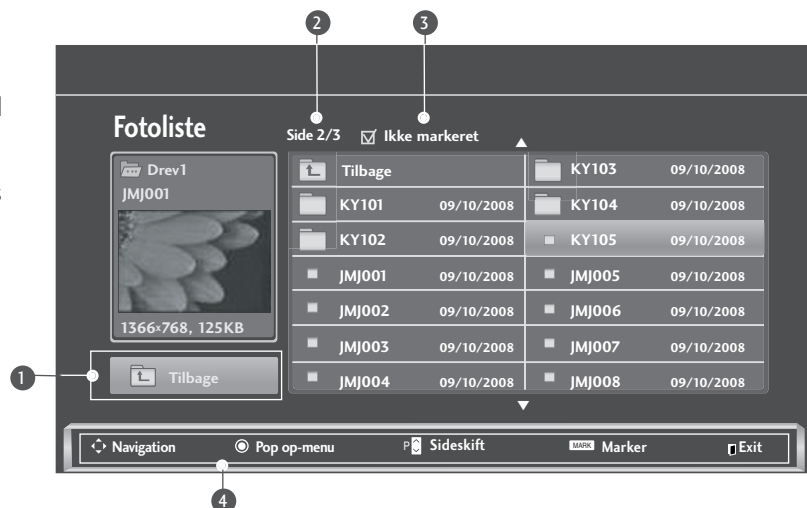 2 3
Fotoliste
Side 2/3 Ikke markeret
Drev1
JMJ001
1366x768, 125KB
Tilbage
Tilbage
KY101 09/10/2008
KY102 09/10/2008
JMJ001 09/10/2008
JMJ002 09/10/2008
JMJ003 09/10/2008
JMJ004 09/10/2008
KY103 09/10/2008
KY104 09/10/2008
KY105 09/10/2008
JMJ005 09/10/2008
JMJ006 09/10/2008
JMJ007 09/10/2008
JMJ008 09/10/2008
1
Navigation Pop op-menu P Sideskift MARK Marker Exit
4